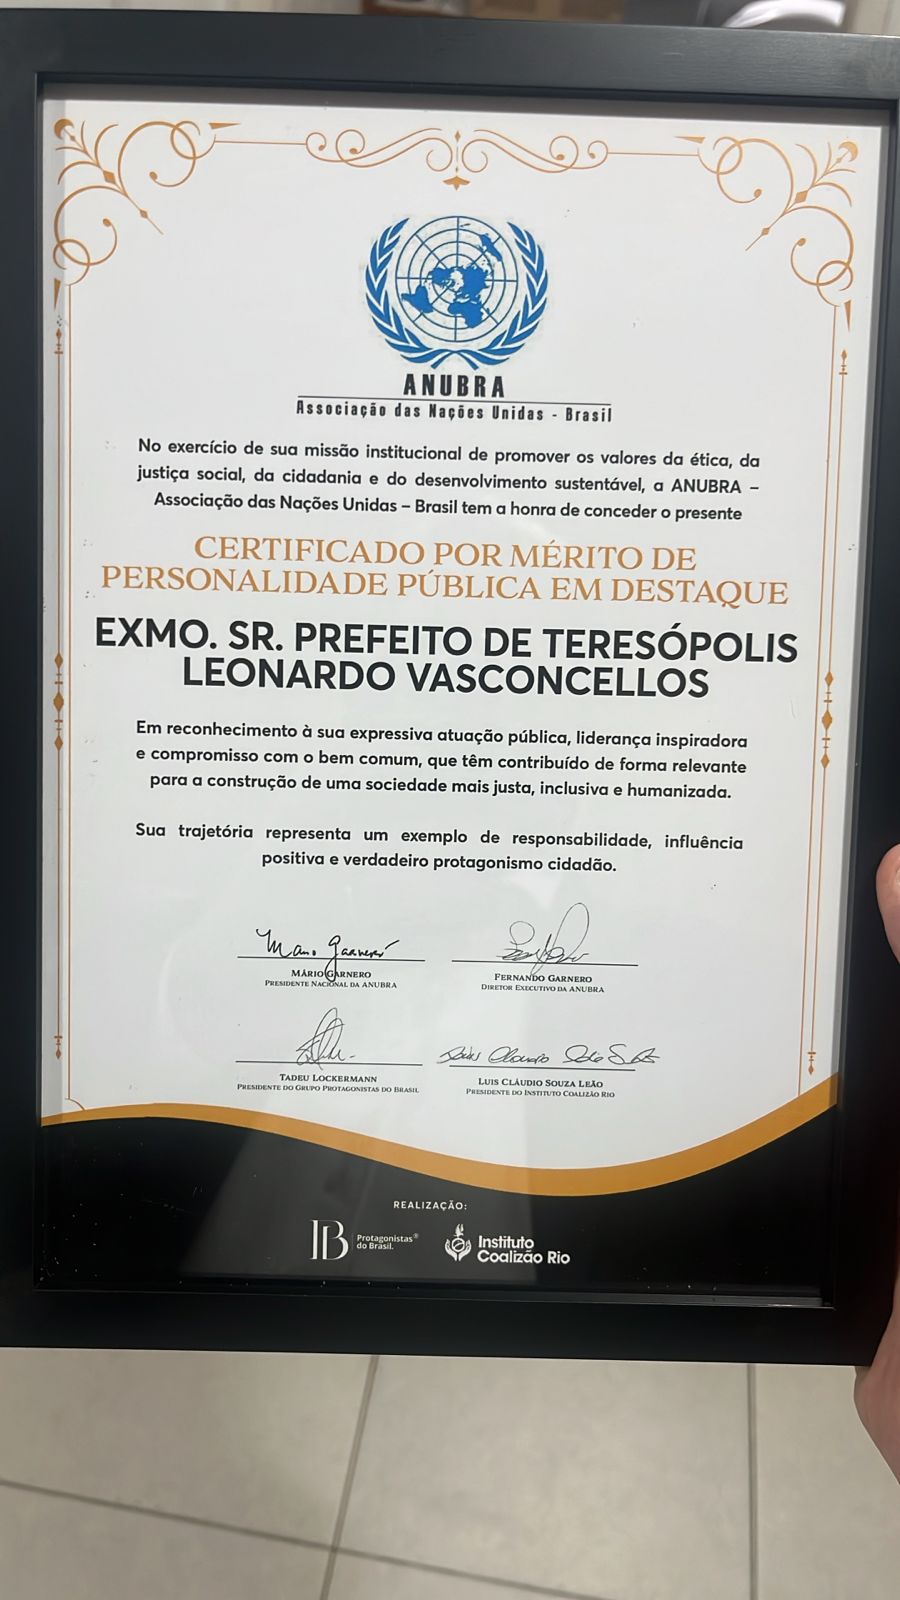 ANUBRA
Associação das Nações Unidas - Brasil
No exercício de sua missão institucional de promover os valores da ética, da
justiça social, da cidadania e do desenvolvimento sustentável, a ANUBRA –
Associação das Nações Unidas – Brasil tem a honra de conceder o presente
CERTIFICADO POR MÉRITO DE
PERSONALIDADE PÚBLICA EM DESTAQUE
EXMO. SR. PREFEITO DE TERESÓPOLIS
LEONARDO VASCONCELLOS
Em reconhecimento à sua expressiva atuação pública, liderança inspiradora
e compromisso com o bem comum, que têm contribuído de forma relevante
para a construção de uma sociedade mais justa, inclusiva e humanizada.
Sua trajetória representa um exemplo de responsabilidade, influência
positiva e verdadeiro protagonismo cidadão.
Mario Garnero
MÁRIO GARNERO
PRESIDENTE NACIONAL DA ANUBRA
FERNANDO GARNERO
DIRETOR EXECUTIVO DA ANUBRA
TADEU LOCKERMANN
PRESIDENTE DO GRUPO PROTAGONISTAS DO BRASIL
LUIS CLÁUDIO SOUZA LEÃO
PRESIDENTE DO INSTITUTO COALIZÃO RIO
REALIZAÇÃO:
Protagonistas®
do Brasil.
Instituto
Coalizão Rio